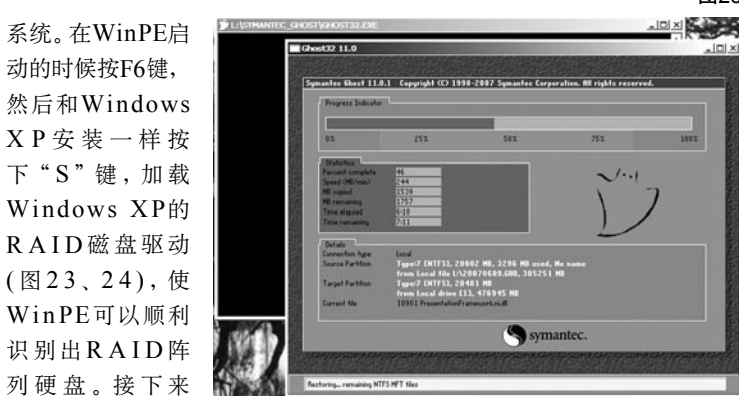 图26
系统。在WinPE启
动的时候按F6键,
然后和Windows
XP安装一样按
下“S”键,加载
Windows XP的
RAID磁盘驱动
(图23、24),使
WinPE可以顺利
识别出RAID阵
列硬盘。接下来
L:\SYMANTEC_GHOST\GHOST32.EXE
Ghost32 11.0
Symantec Ghost 11.0.1 Copyright (C) 1998-2007 Symantec Corporation. All rights reserved.
Progress Indicator
0% 25% 50% 75% 100%
Statistics
Percent complete 46
Speed (MB/min) 244
MB copied 1539
MB remaining 1757
Time elapsed 6:18
Time remaining 7:11
Details
Connection type Local
Source Partition Type:7 [NTFS], 20002 MB, 3296 MB used, No name
from Local file I:\20070609.GHO, 305251 MB
Target Partition Type:7 [NTFS], 20481 MB
from Local drive [1], 476945 MB
Current file 10901 PresentationFramework.ni.dll
symantec.
Restoring... remaining NTFS MFT files